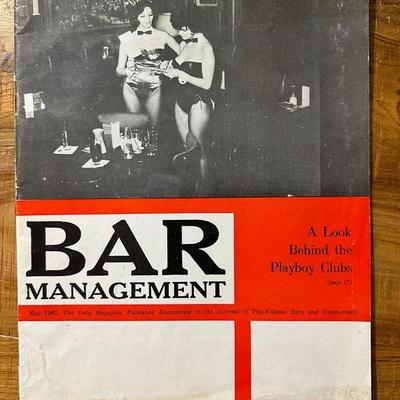 BAR
MANAGEMENT
A Look
Behind the
Playboy Clubs
(page 17)
May 1962. The Only Magazine Published Exclusively in the Interest of Top-Volume Bars and Restaurants